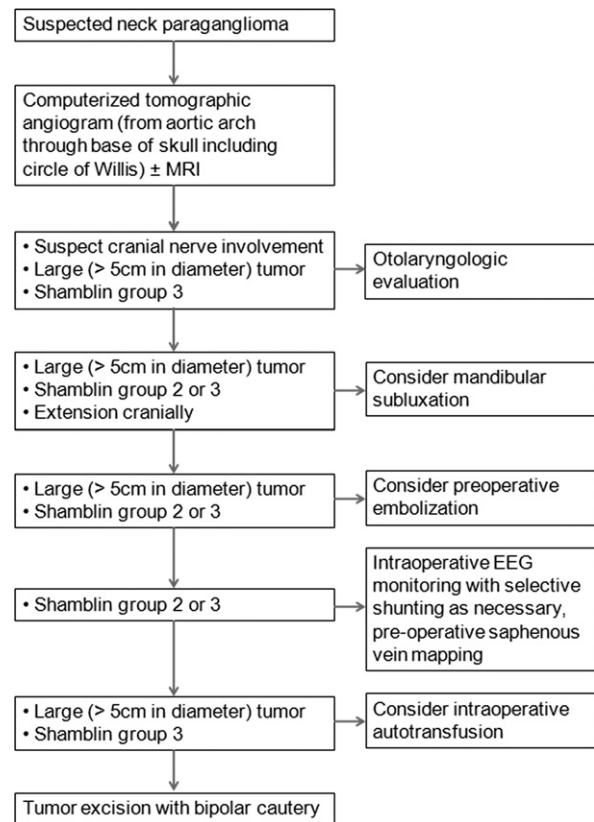 Suspected neck paraganglioma
Computerized tomographic
angiogram (from aortic arch
through base of skull including
circle of Willis) ± MRI
• Suspect cranial nerve involvement
• Large (> 5cm in diameter) tumor
• Shamblin group 3
Otolaryngologic
evaluation
• Large (> 5cm in diameter) tumor
• Shamblin group 2 or 3
• Extension cranially
Consider mandibular
subluxation
• Large (> 5cm in diameter) tumor
• Shamblin group 2 or 3
Consider preoperative
embolization
• Shamblin group 2 or 3
Intraoperative EEG
monitoring with selective
shunting as necessary,
pre-operative saphenous
vein mapping
• Large (> 5cm in diameter) tumor
• Shamblin group 3
Consider intraoperative
autotransfusion
Tumor excision with bipolar cautery